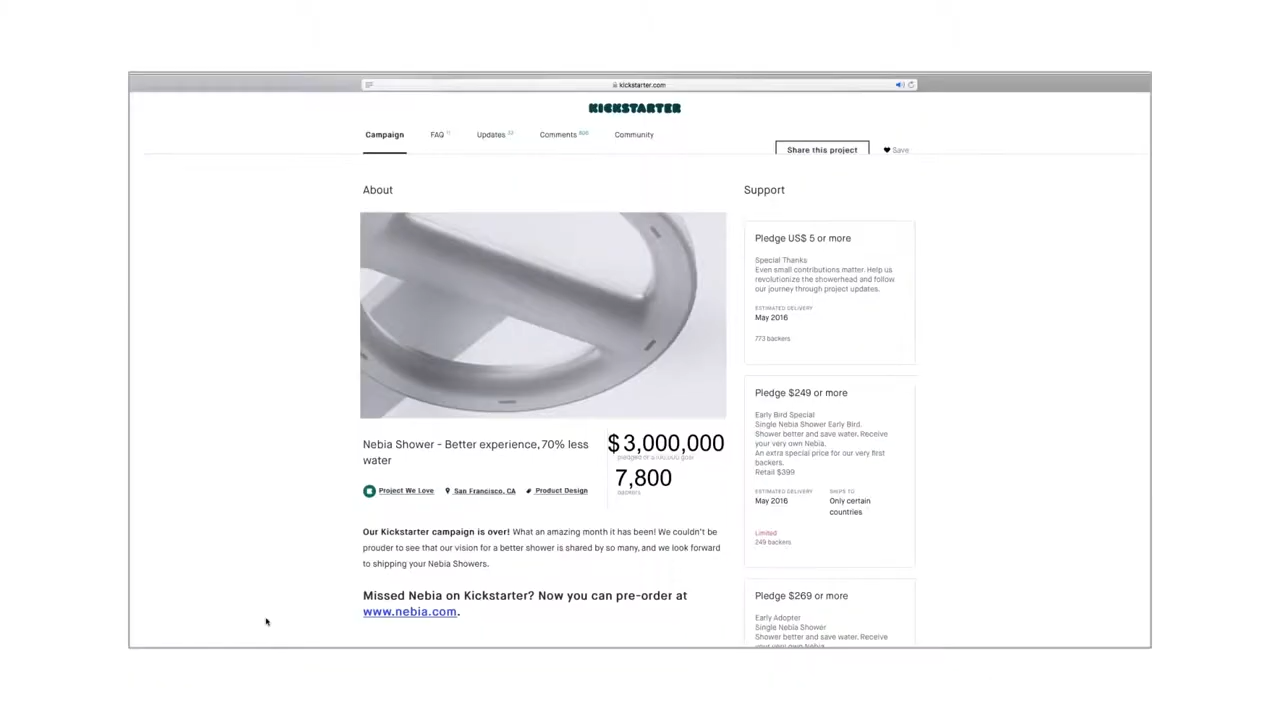 kickstarter.com
KICKSTARTER
Campaign FAQ Updates Comments Community
Share this project Save
About
Support
Pledge US$ 5 or more
Special Thanks
Even small contributions matter. Help us
revolutionize the showerhead and follow
our journey through project updates.
ESTIMATED DELIVERY
May 2016
773 backers
Pledge $249 or more
Early Bird Special
Single Nebia Shower Early Bird.
Shower better and save water. Receive
your very own Nebia.
An extra special price for our very first
backers.
Retail $399
ESTIMATED DELIVERY SHIPS TO
May 2016 Only certain
countries
Limited
249 backers
Pledge $269 or more
Early Adopter
Single Nebia Shower
Shower better and save water. Receive
your very own Nebia.
Nebia Shower - Better experience, 70% less
water
$3,000,000
7,800
backers
Project We Love San Francisco, CA Product Design
Our Kickstarter campaign is over! What an amazing month it has been! We couldn't be
prouder to see that our vision for a better shower is shared by so many, and we look forward
to shipping your Nebia Showers.
Missed Nebia on Kickstarter? Now you can pre-order at
www.nebia.com.